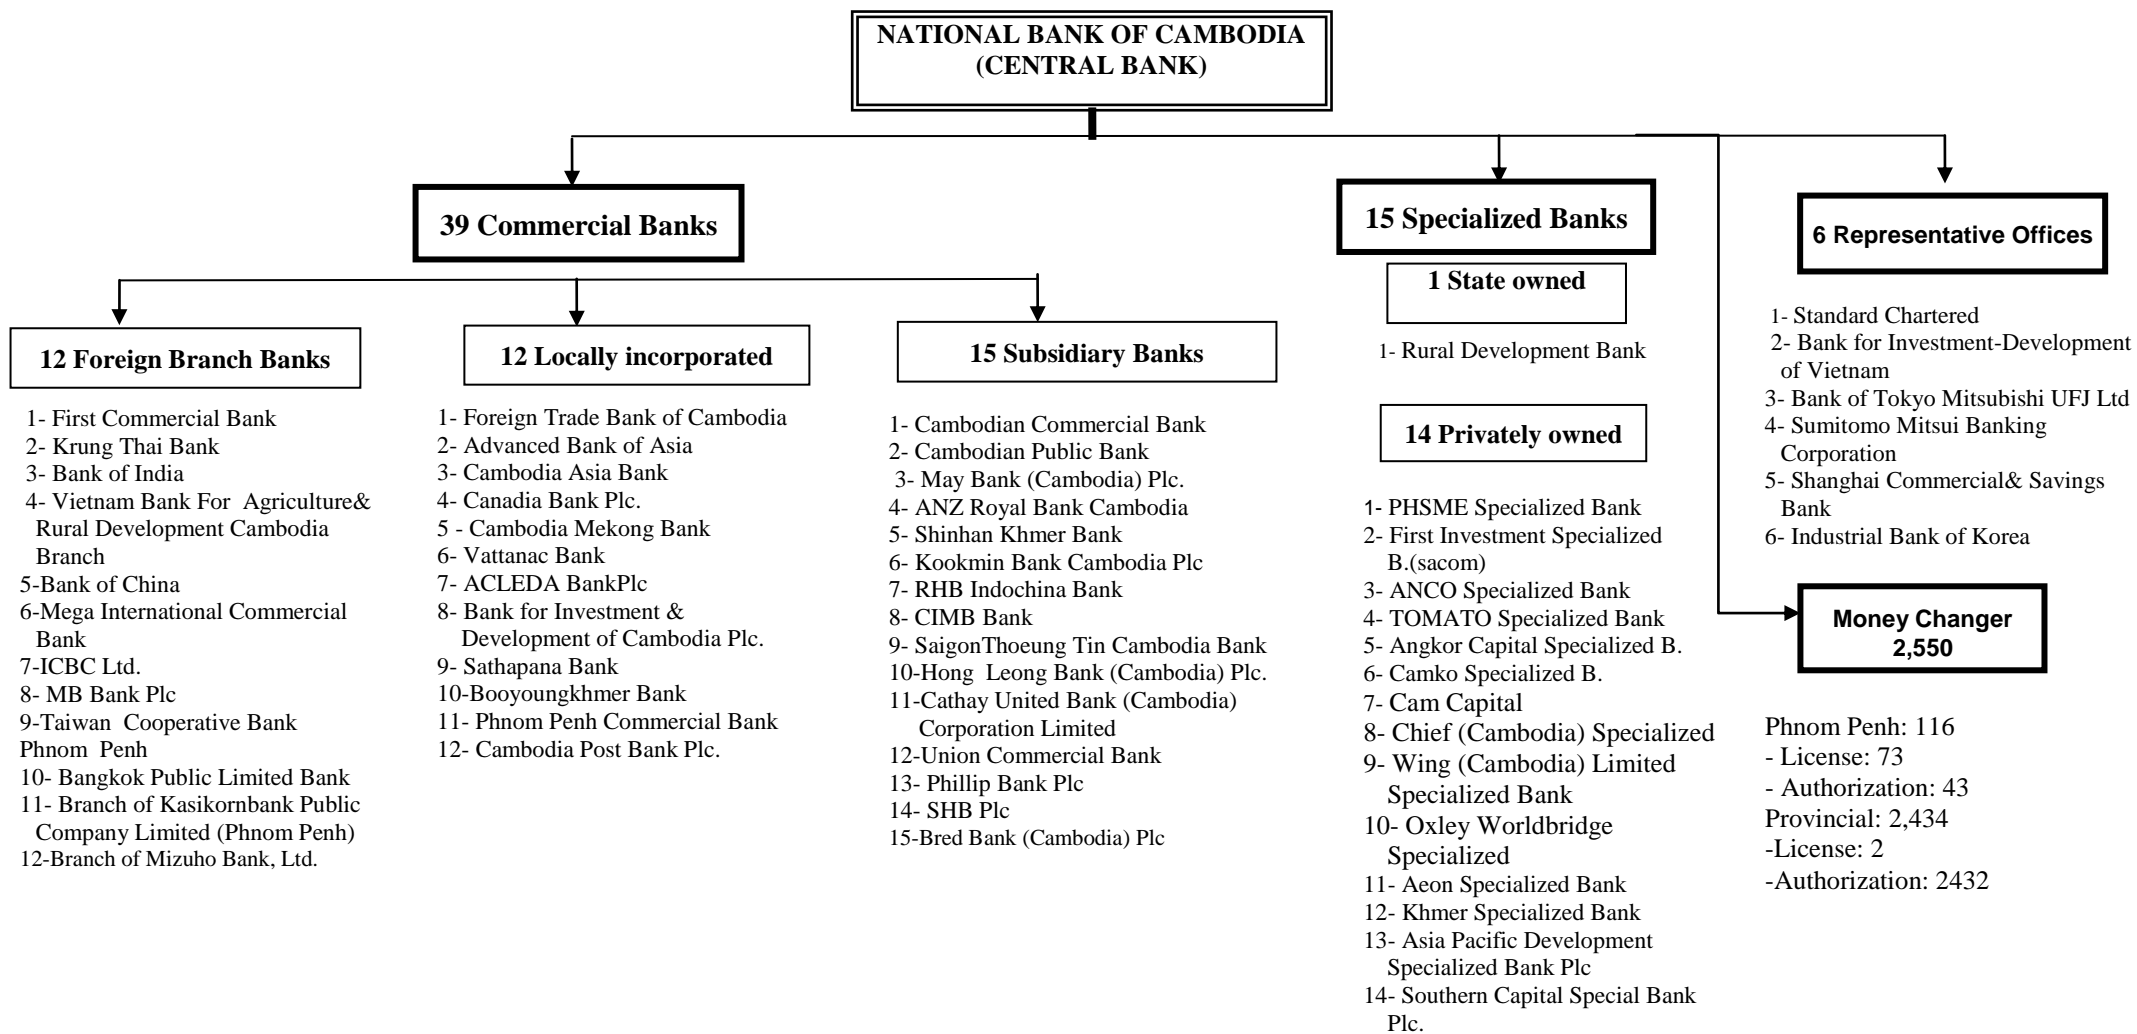 NATIONAL BANK OF CAMBODIA
(CENTRAL BANK)
39 Commercial Banks
12 Foreign Branch Banks
1- First Commercial Bank
2- Krung Thai Bank
3- Bank of India
4- Vietnam Bank For Agriculture&
Rural Development Cambodia
Branch
5-Bank of China
6-Mega International Commercial
Bank
7-ICBC Ltd.
8- MB Bank Plc
9-Taiwan Cooperative Bank
Phnom Penh
10- Bangkok Public Limited Bank
11- Branch of Kasikornbank Public
Company Limited (Phnom Penh)
12-Branch of Mizuho Bank, Ltd.
12 Locally incorporated
1- Foreign Trade Bank of Cambodia
2- Advanced Bank of Asia
3- Cambodia Asia Bank
4- Canadia Bank Plc.
5 - Cambodia Mekong Bank
6- Vattanac Bank
7- ACLEDA BankPlc
8- Bank for Investment &
Development of Cambodia Plc.
9- Sathapana Bank
10-Booyoungkhmer Bank
11- Phnom Penh Commercial Bank
12- Cambodia Post Bank Plc.
15 Subsidiary Banks
1- Cambodian Commercial Bank
2- Cambodian Public Bank
3- May Bank (Cambodia) Plc.
4- ANZ Royal Bank Cambodia
5- Shinhan Khmer Bank
6- Kookmin Bank Cambodia Plc
7- RHB Indochina Bank
8- CIMB Bank
9- SaigonThoeung Tin Cambodia Bank
10-Hong Leong Bank (Cambodia) Plc.
11-Cathay United Bank (Cambodia)
Corporation Limited
12-Union Commercial Bank
13- Phillip Bank Plc
14- SHB Plc
15-Bred Bank (Cambodia) Plc
15 Specialized Banks
1 State owned
1- Rural Development Bank
14 Privately owned
1- PHSME Specialized Bank
2- First Investment Specialized
B.(sacom)
3- ANCO Specialized Bank
4- TOMATO Specialized Bank
5- Angkor Capital Specialized B.
6- Camko Specialized B.
7- Cam Capital
8- Chief (Cambodia) Specialized
9- Wing (Cambodia) Limited
Specialized Bank
10- Oxley Worldbridge
Specialized
11- Aeon Specialized Bank
12- Khmer Specialized Bank
13- Asia Pacific Development
Specialized Bank Plc
14- Southern Capital Special Bank
Plc.
6 Representative Offices
1- Standard Chartered
2- Bank for Investment-Development
of Vietnam
3- Bank of Tokyo Mitsubishi UFJ Ltd
4- Sumitomo Mitsui Banking
Corporation
5- Shanghai Commercial& Savings
Bank
6- Industrial Bank of Korea
Money Changer
2,550
Phnom Penh: 116
- License: 73
- Authorization: 43
Provincial: 2,434
-License: 2
-Authorization: 2432